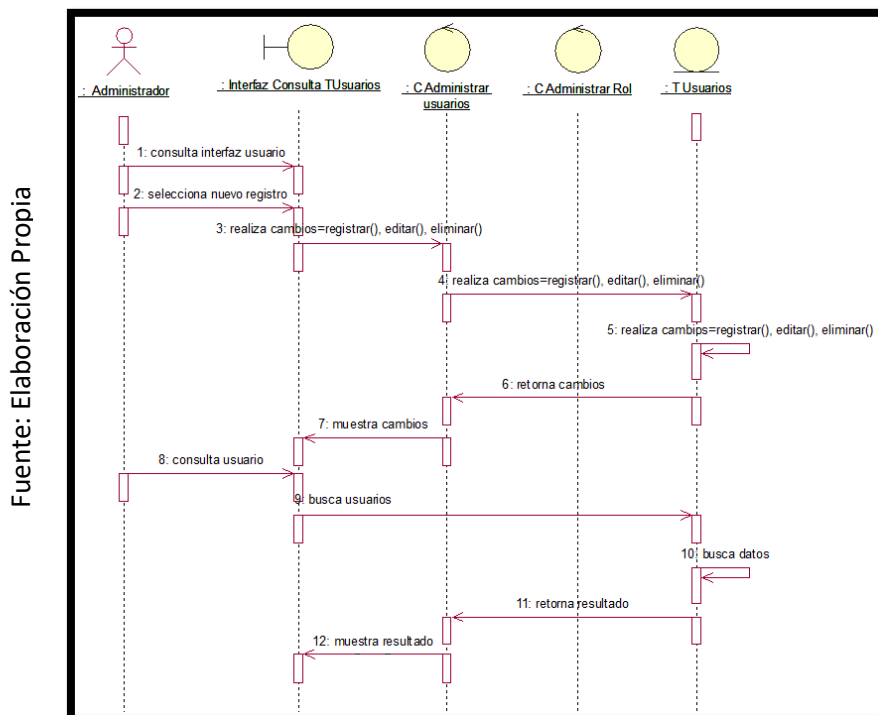 Fuente: Elaboración Propia
: Administrador
: Interfaz Consulta TUsuarios
: C Administrar
usuarios
: C Administrar Rol
: T Usuarios
1: consulta interfaz usuario
2: selecciona nuevo registro
3: realiza cambios=registrar(), editar(), eliminar()
4: realiza cambios=registrar(), editar(), eliminar()
5: realiza cambios=registrar(), editar(), eliminar()
6: retorna cambios
7: muestra cambios
8: consulta usuario
9: busca usuarios
10: busca datos
11: retorna resultado
12: muestra resultado